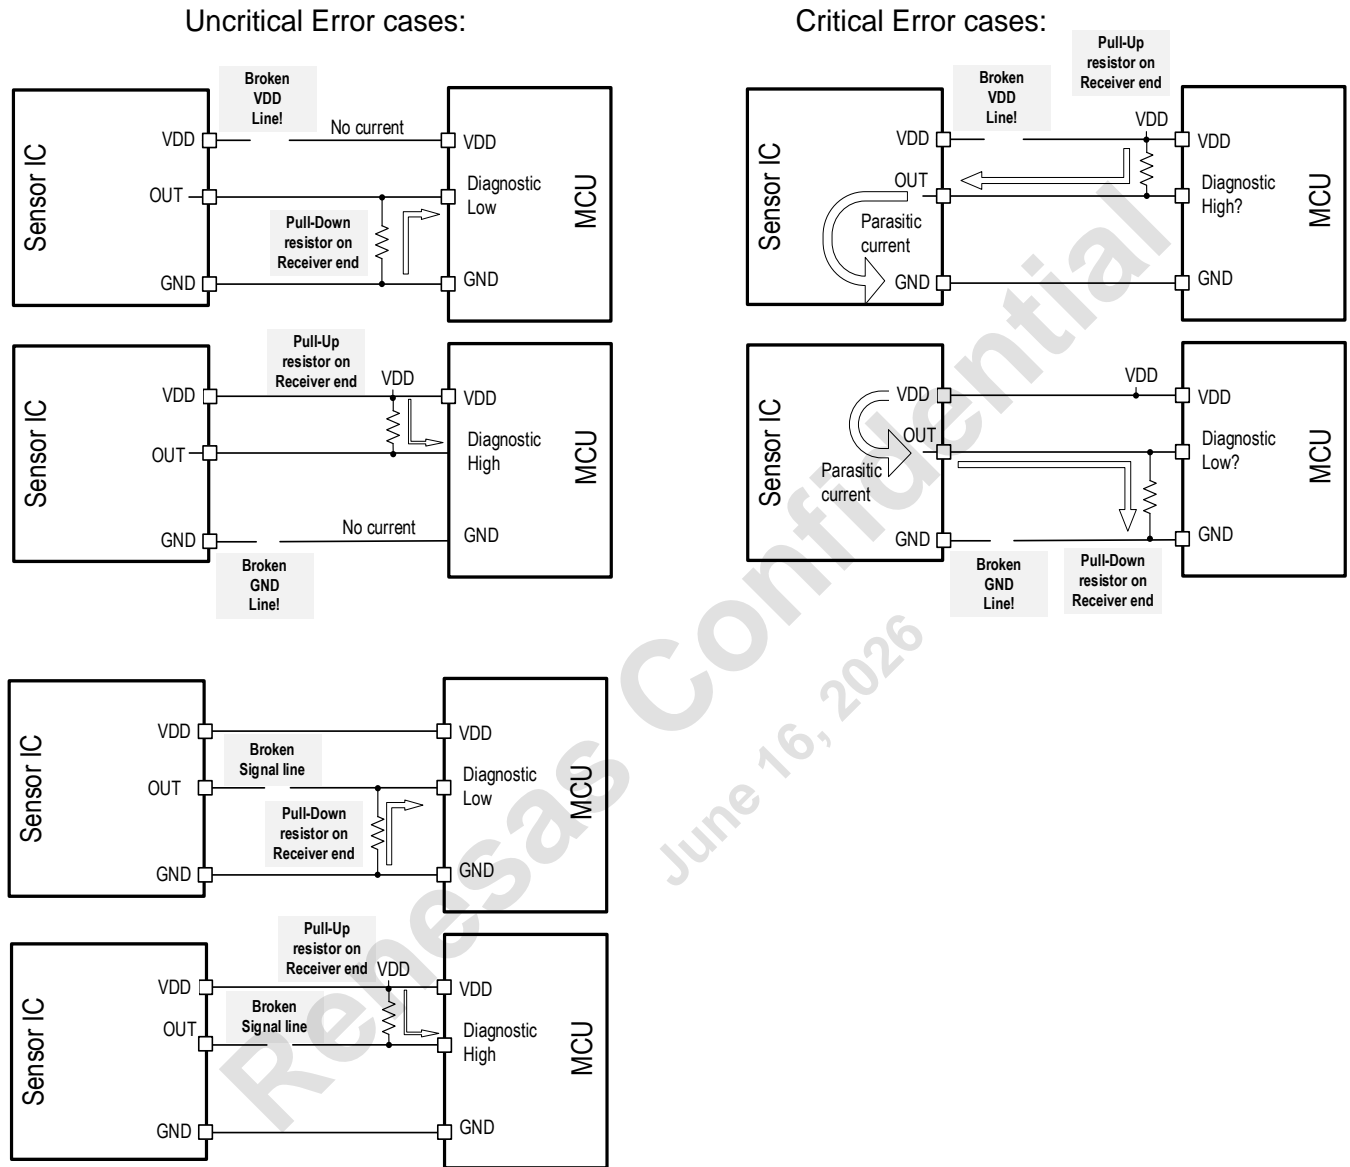 Uncritical Error cases:
Broken
VDD
Line!
No current
VDD
VDD
OUT
Diagnostic
Low
Pull-Down
resistor on
Receiver end
GND
GND
Sensor IC
MCU
Pull-Up
resistor on
Receiver end
VDD
VDD
VDD
OUT
Diagnostic
High
No current
GND
GND
Broken
GND
Line!
Sensor IC
MCU
VDD
VDD
Broken
Signal line
OUT
Diagnostic
Low
Pull-Down
resistor on
Receiver end
GND
GND
Sensor IC
MCU
Pull-Up
resistor on
Receiver end
VDD
VDD
VDD
Broken
Signal line
OUT
Diagnostic
High
GND
GND
Sensor IC
MCU
Critical Error cases:
Pull-Up
resistor on
Receiver end
Broken
VDD
Line!
VDD
VDD
VDD
OUT
Diagnostic
High?
Parasitic
current
GND
GND
Sensor IC
MCU
VDD
VDD
VDD
OUT
Diagnostic
Low?
Parasitic
current
GND
GND
Broken
GND
Line!
Pull-Down
resistor on
Receiver end
Sensor IC
MCU
Renesas Confidential
June 16, 2026